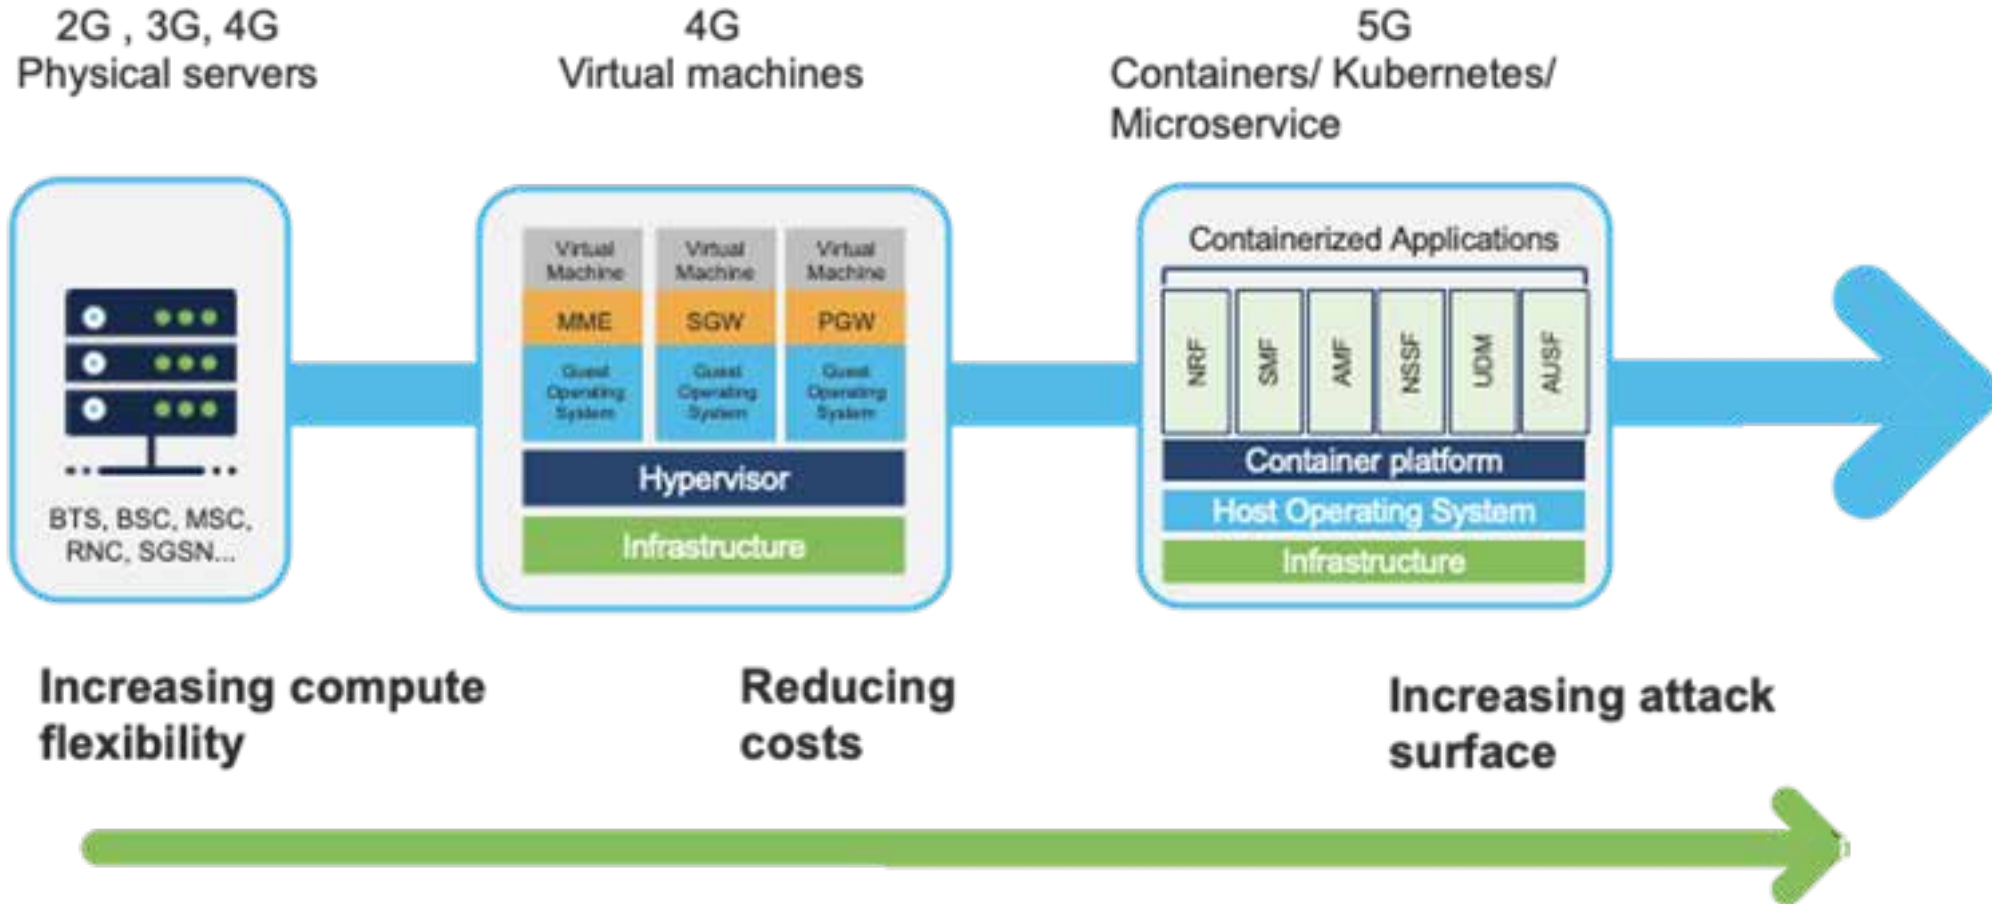 2G , 3G, 4G
Physical servers
4G
Virtual machines
5G
Containers/ Kubernetes/
Microservice
BTS, BSC, MSC,
RNC, SGSN...
Virtual
Machine
MME
Guest
Operating
System
Virtual
Machine
SGW
Guest
Operating
System
Virtual
Machine
PGW
Guest
Operating
System
Hypervisor
Infrastructure
Containerized Applications
NRF
SMF
AMF
NSSF
UDM
AUSF
Container platform
Host Operating System
Infrastructure
Increasing compute
flexibility
Reducing
costs
Increasing attack
surface